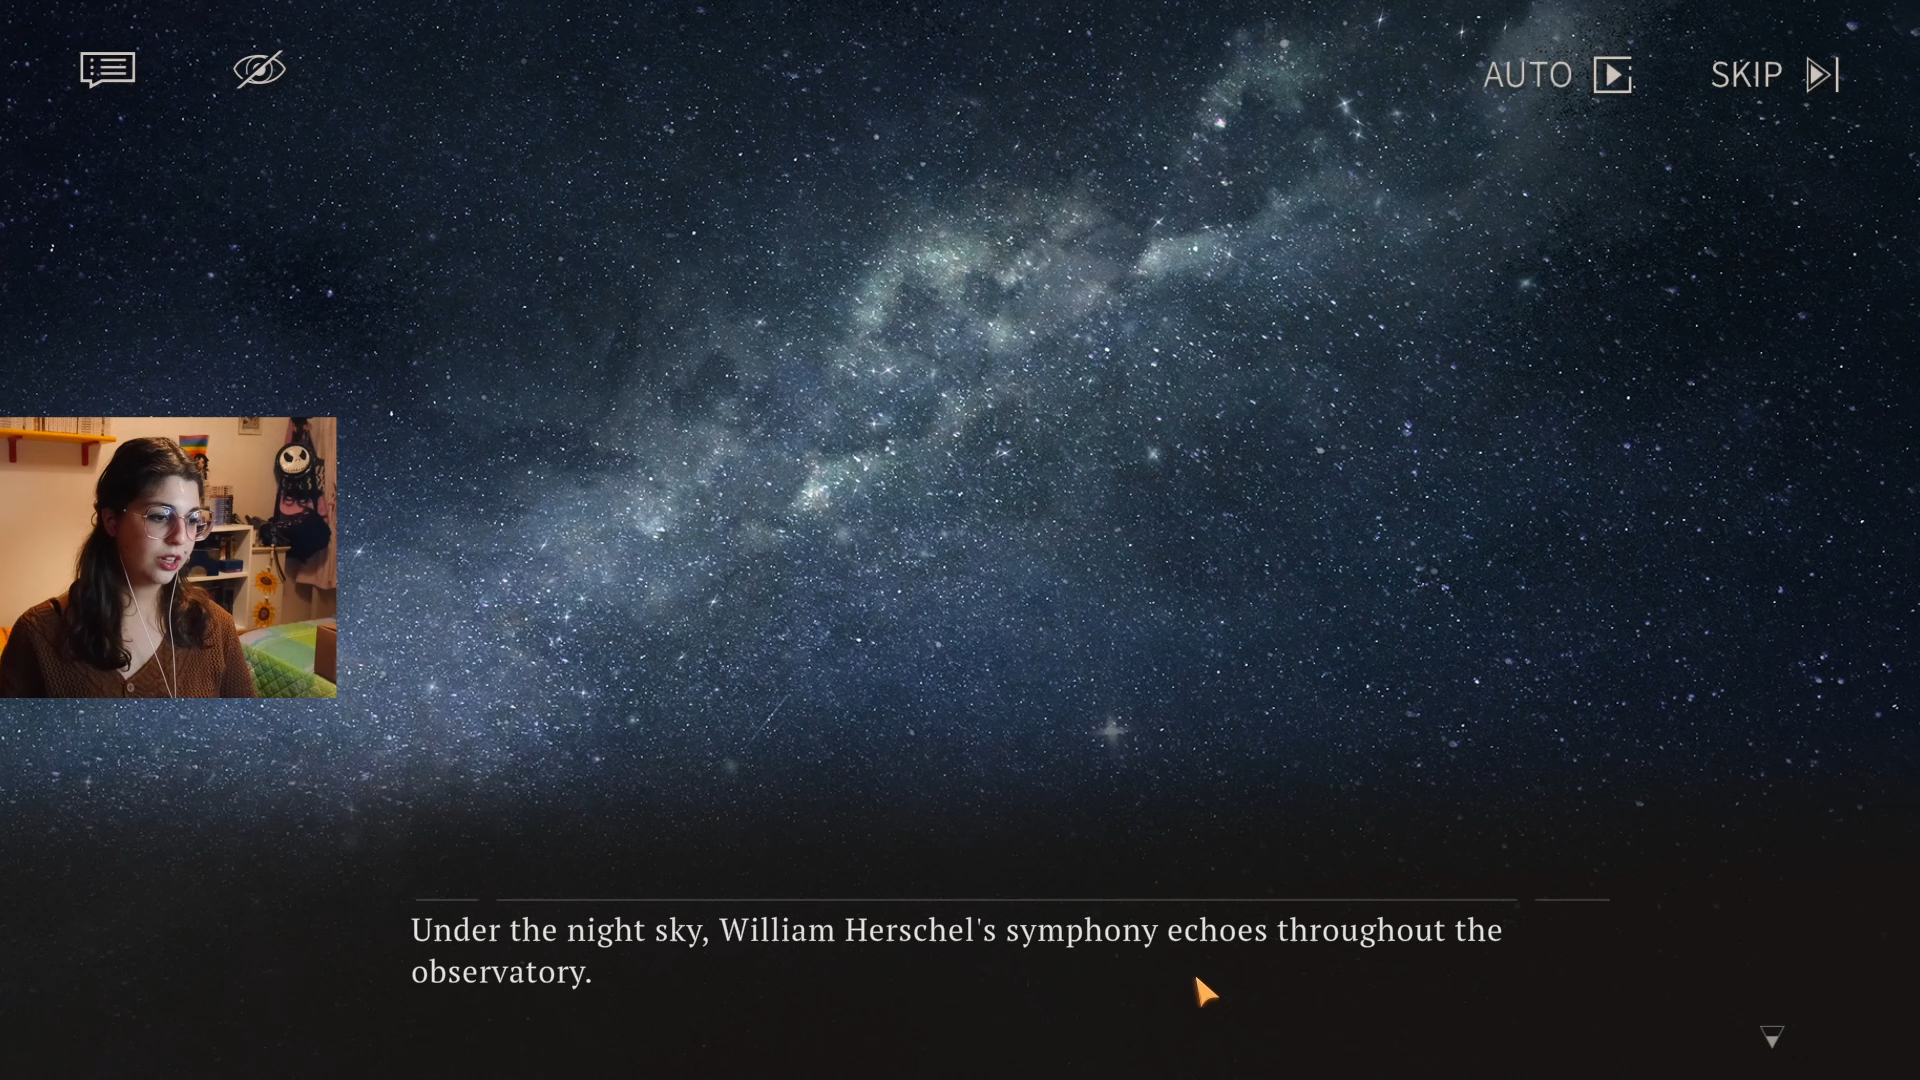 AUTO
SKIP
Under the night sky, William Herschel's symphony echoes throughout the
observatory.